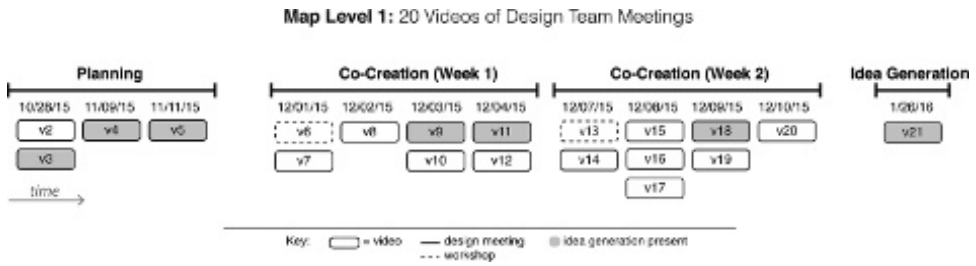 Map Level 1: 20 Videos of Design Team Meetings
Planning Co-Creation (Week 1) Co-Creation (Week 2) Idea Generation
10/28/15 11/09/15 11/11/15 12/01/15 12/02/15 12/03/15 12/04/15 12/07/15 12/08/15 12/09/15 12/10/15 1/26/16
v2 v4 v5 v6 v8 v9 v11 v13 v15 v18 v20 v21
v3 v7 v10 v12 v14 v16 v19
v17
time
Key: = video design meeting idea generation present
workshop